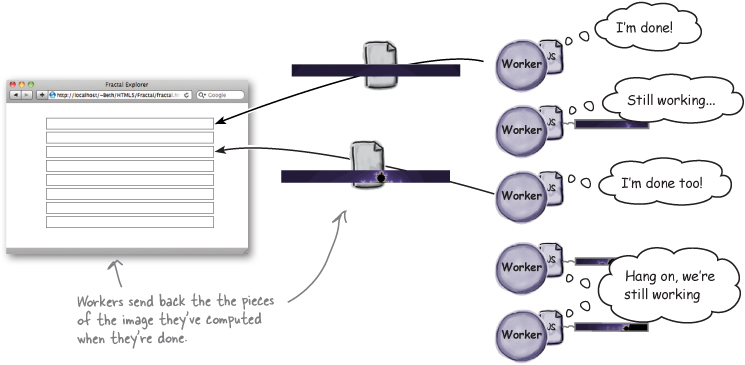 Fractal Explorer
http://localhost/~Beth/HTML5/Fractal/fractal.h
Google
Worker
JS
I'm done!
Worker
JS
Still working...
Worker
JS
I'm done too!
Worker
JS
Hang on, we're
still working
Worker
JS
Workers send back the the pieces
of the image they've computed
when they're done.